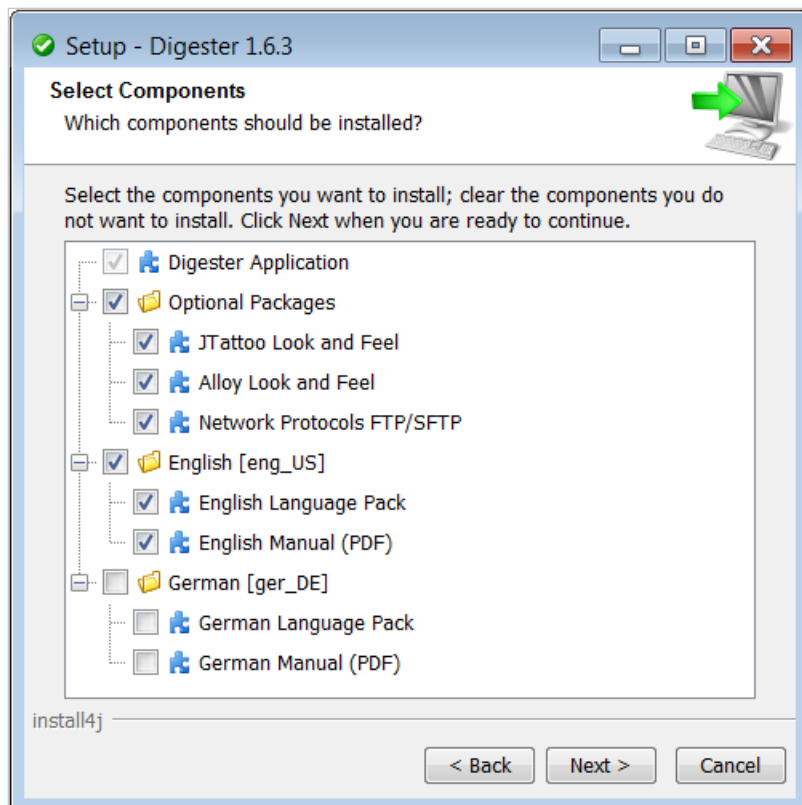 Setup - Digester 1.6.3
Select Components
Which components should be installed?
Select the components you want to install; clear the components you do
not want to install. Click Next when you are ready to continue.
Digester Application
Optional Packages
JTattoo Look and Feel
Alloy Look and Feel
Network Protocols FTP/SFTP
English [eng_US]
English Language Pack
English Manual (PDF)
German [ger_DE]
German Language Pack
German Manual (PDF)
install4j
< Back Next > Cancel